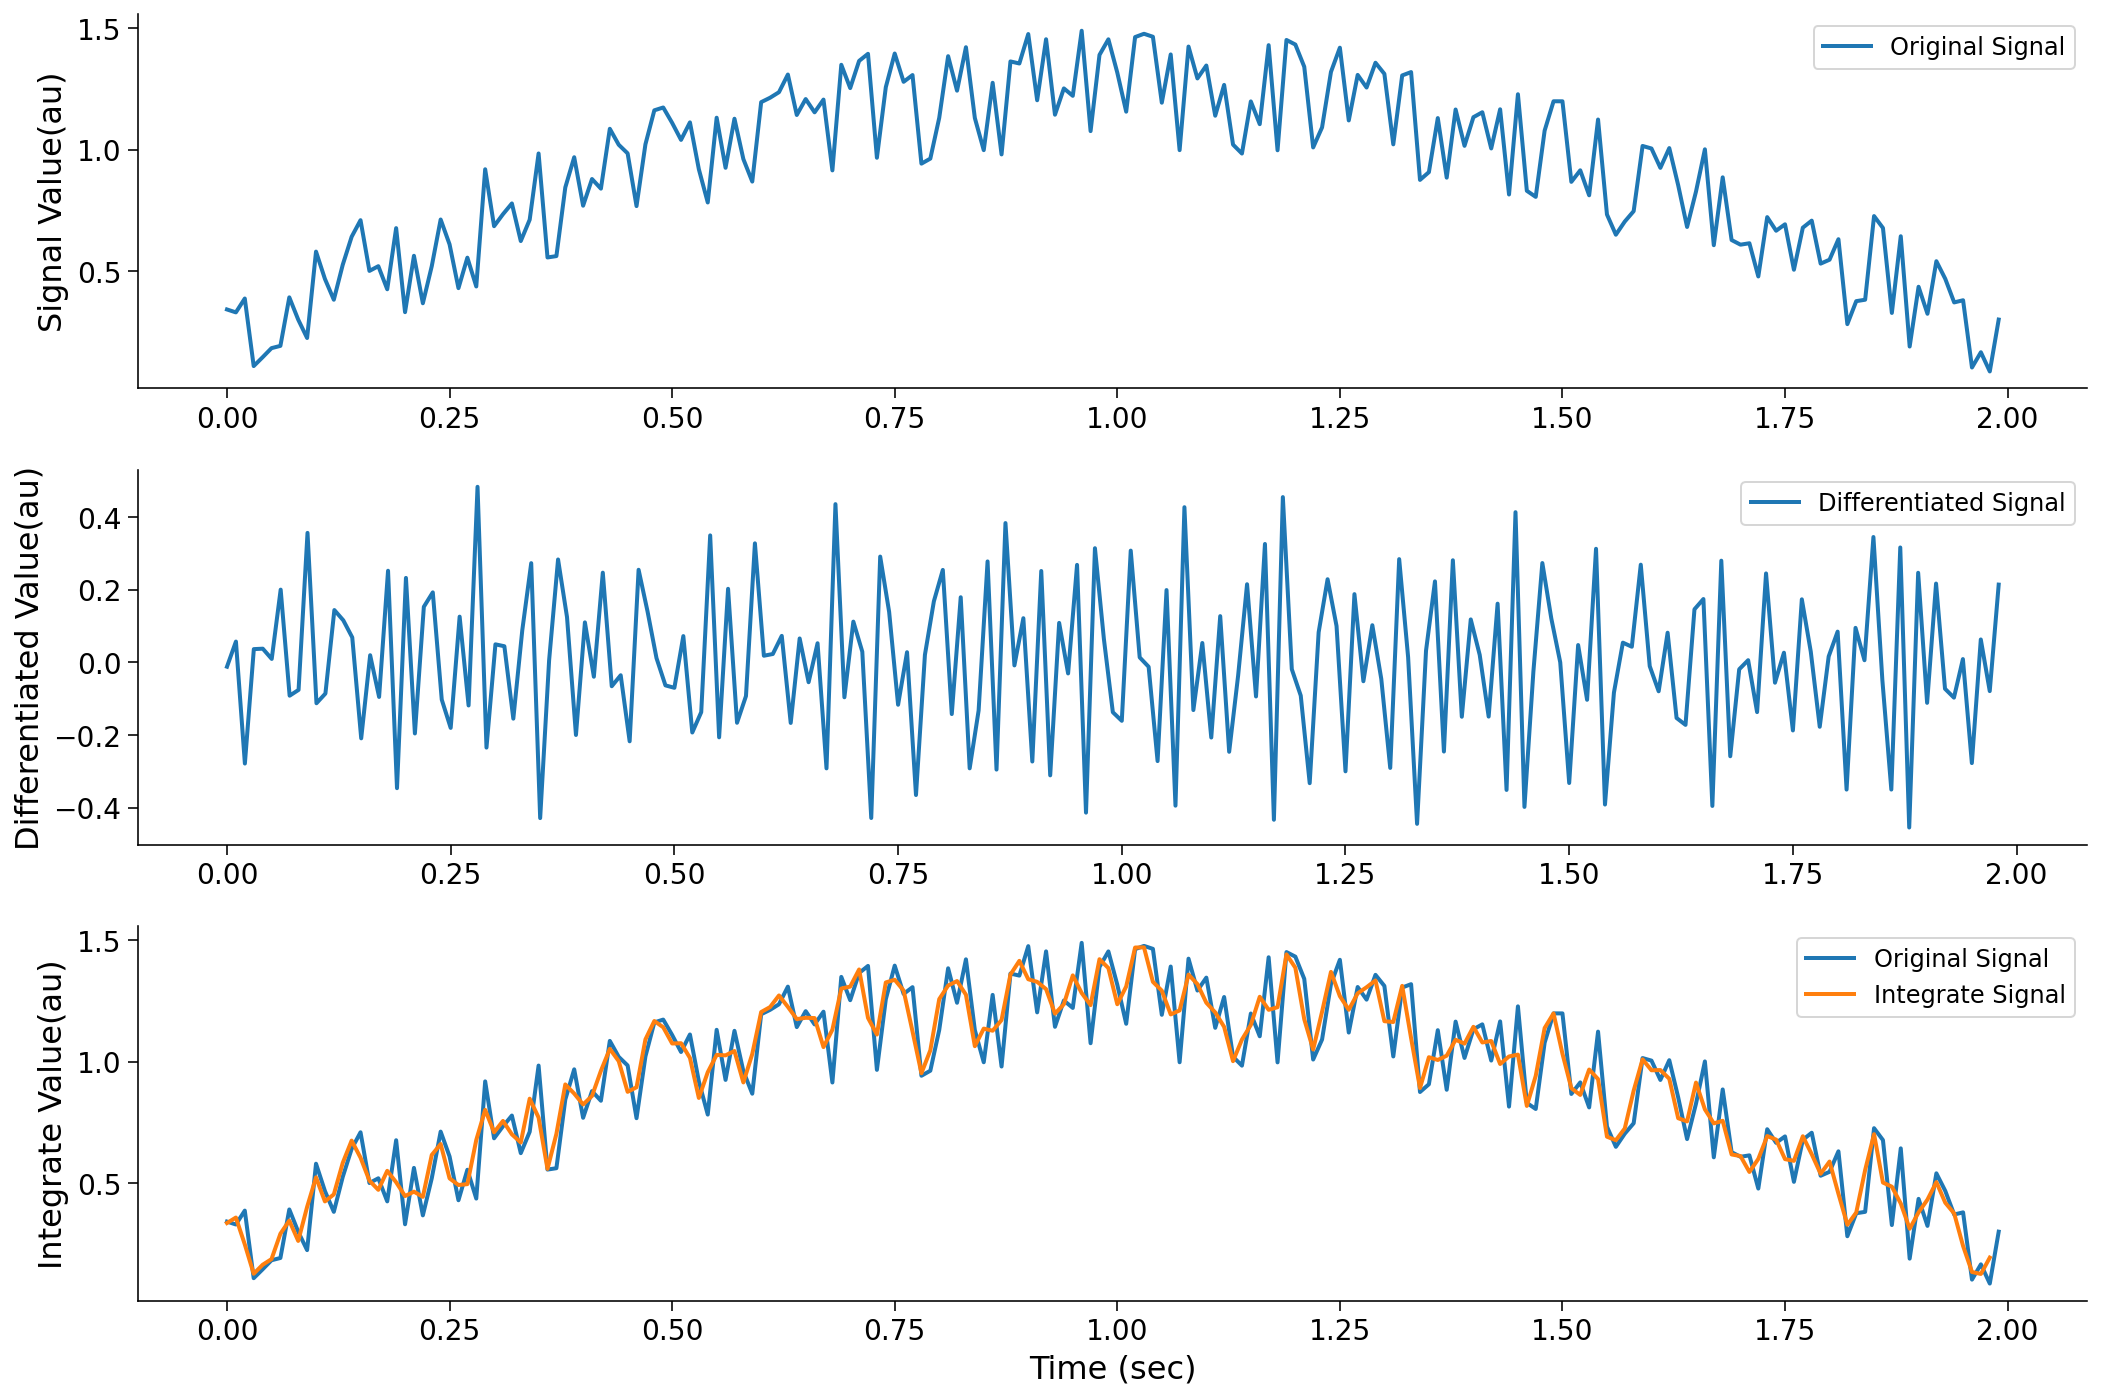 Signal Value(au)
1.5
1.0
0.5
Original Signal
0.00 0.25 0.50 0.75 1.00 1.25 1.50 1.75 2.00
Differentiated Value(au)
0.4
0.2
0.0
−0.2
−0.4
Differentiated Signal
0.00 0.25 0.50 0.75 1.00 1.25 1.50 1.75 2.00
Integrate Value(au)
1.5
1.0
0.5
Original Signal
Integrate Signal
0.00 0.25 0.50 0.75 1.00 1.25 1.50 1.75 2.00
Time (sec)